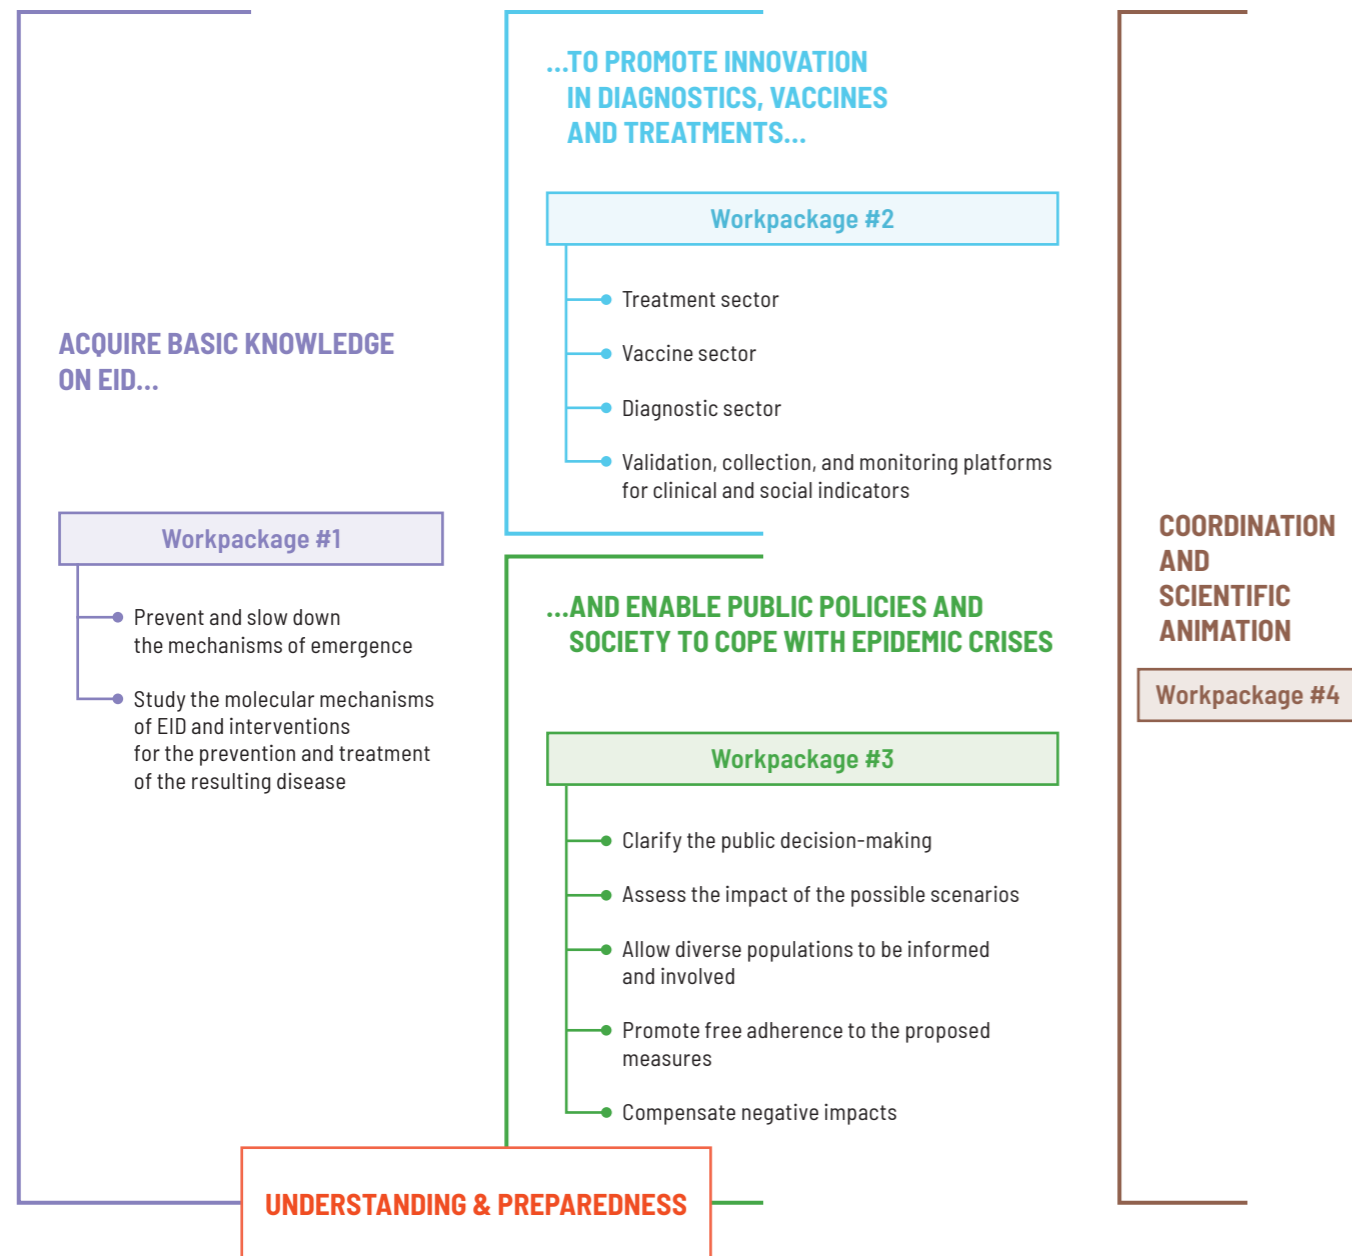 ACQUIRE BASIC KNOWLEDGE
ON EID...
Workpackage #1
Prevent and slow down
the mechanisms of emergence
Study the molecular mechanisms
of EID and interventions
for the prevention and treatment
of the resulting disease
...TO PROMOTE INNOVATION
IN DIAGNOSTICS, VACCINES
AND TREATMENTS...
Workpackage #2
Treatment sector
Vaccine sector
Diagnostic sector
Validation, collection, and monitoring platforms
for clinical and social indicators
...AND ENABLE PUBLIC POLICIES AND
SOCIETY TO COPE WITH EPIDEMIC CRISES
Workpackage #3
Clarify the public decision-making
Assess the impact of the possible scenarios
Allow diverse populations to be informed
and involved
Promote free adherence to the proposed
measures
Compensate negative impacts
UNDERSTANDING & PREPAREDNESS
COORDINATION
AND
SCIENTIFIC
ANIMATION
Workpackage #4